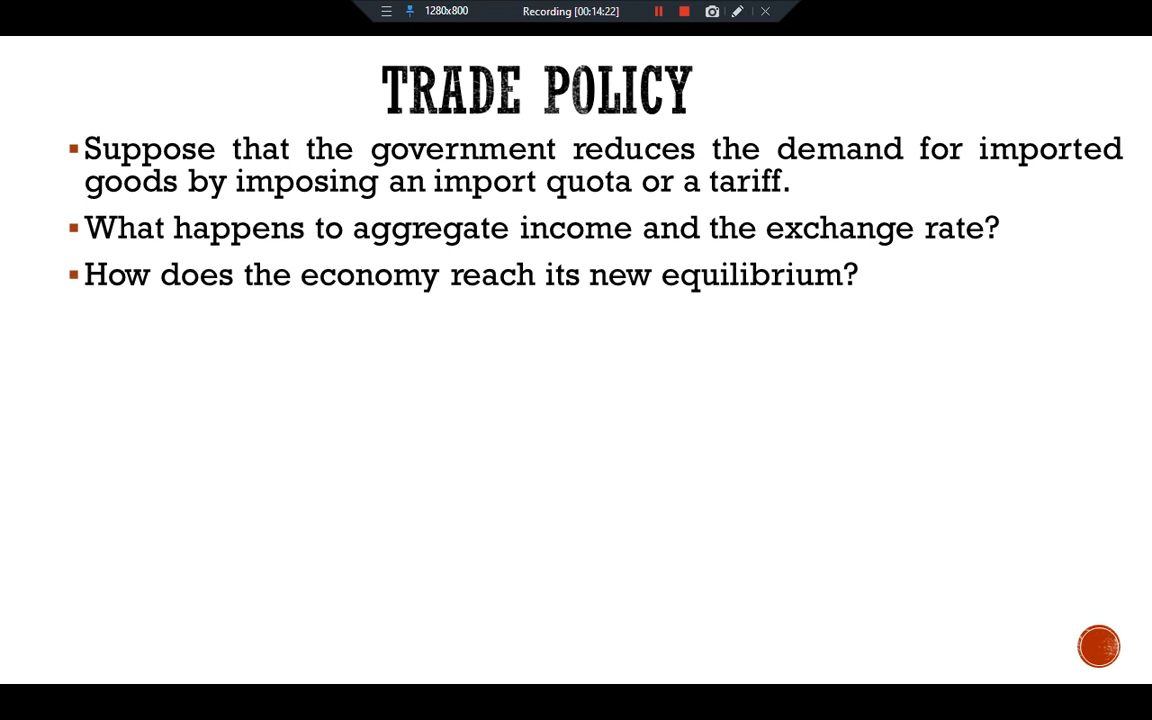 1280x800
Recording [00:14:22]
TRADE POLICY
Suppose that the government reduces the demand for imported
goods by imposing an import quota or a tariff.
What happens to aggregate income and the exchange rate?
How does the economy reach its new equilibrium?